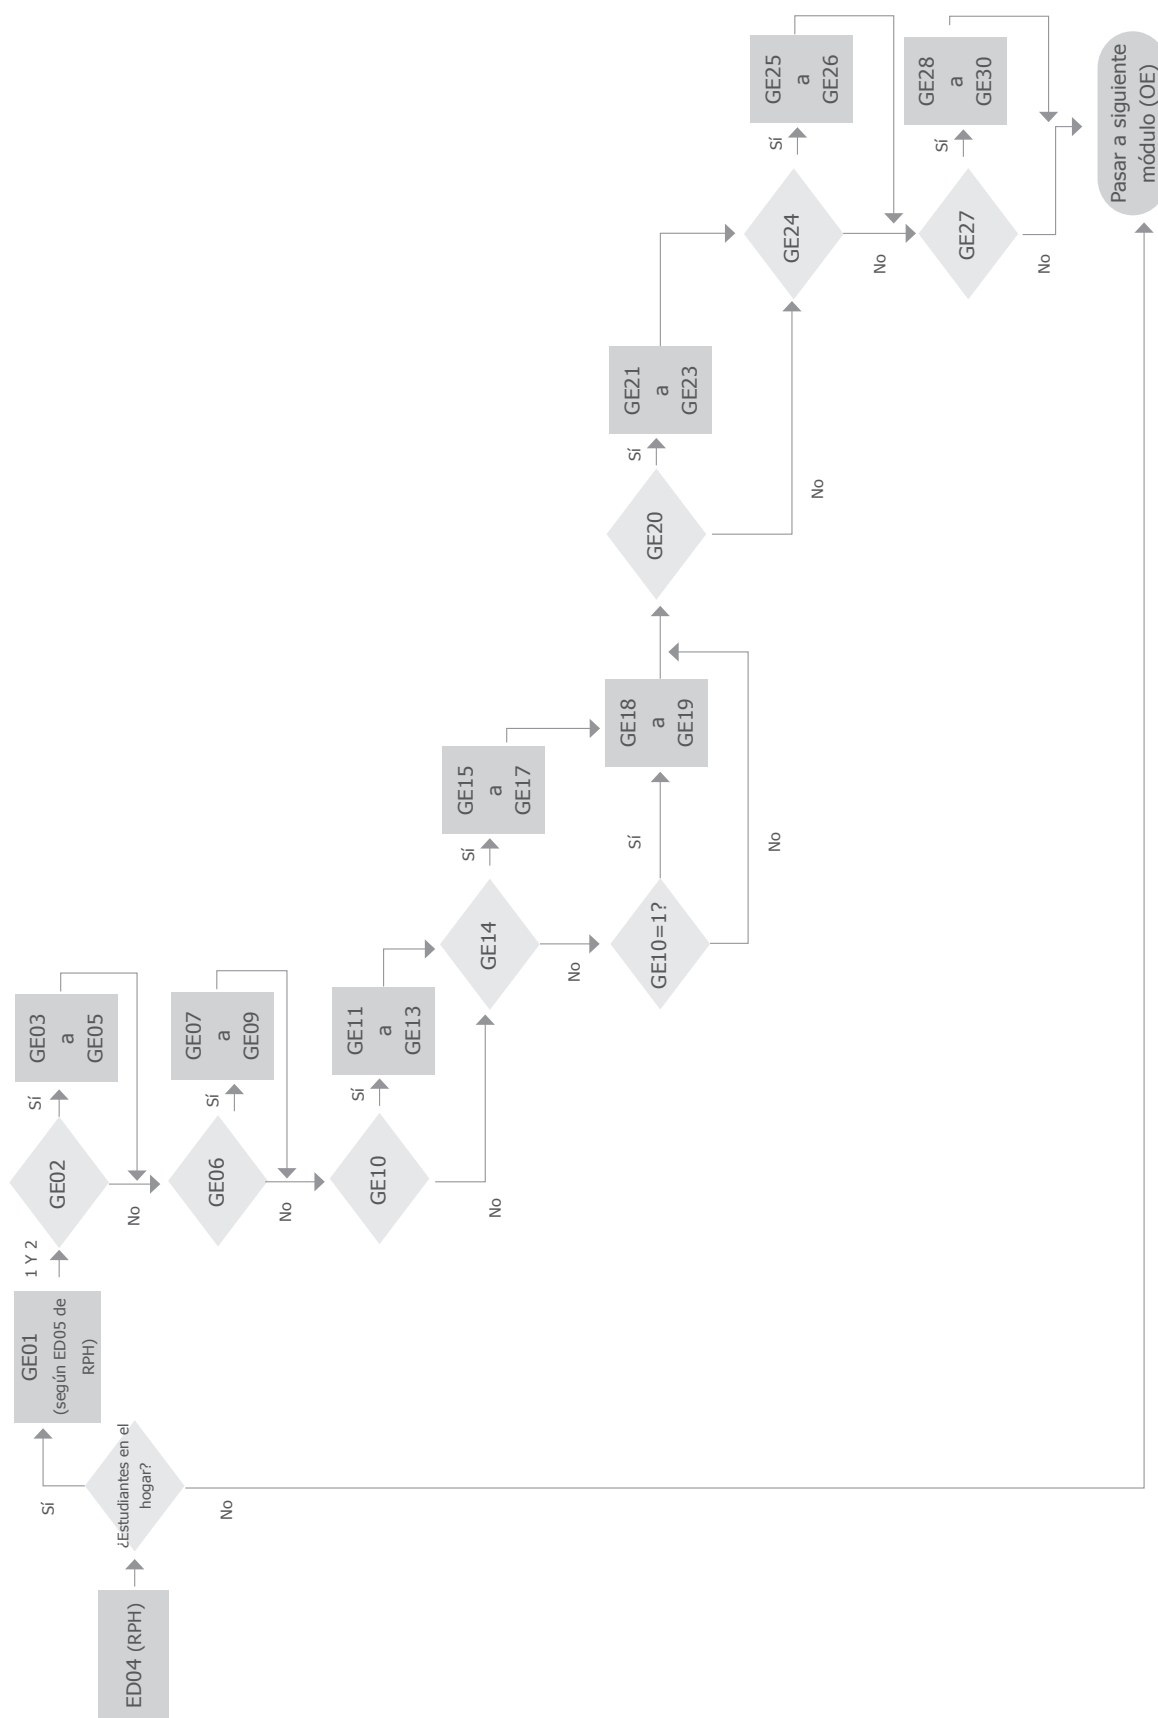 ED04 (RPH)
¿Estudiantes en el
hogar?
Sí
No
GE01
(según ED05 de
RPH)
1 Y 2
GE02
Sí
GE03
a
GE05
No
GE06
Sí
GE07
a
GE09
No
GE10
Sí
GE11
a
GE13
No
GE14
Sí
GE15
a
GE17
No
GE10=1?
Sí
GE18
a
GE19
No
GE20
Sí
GE21
a
GE23
No
GE24
Sí
GE25
a
GE26
No
GE27
Sí
GE28
a
GE30
No
Pasar a siguiente
módulo (OE)